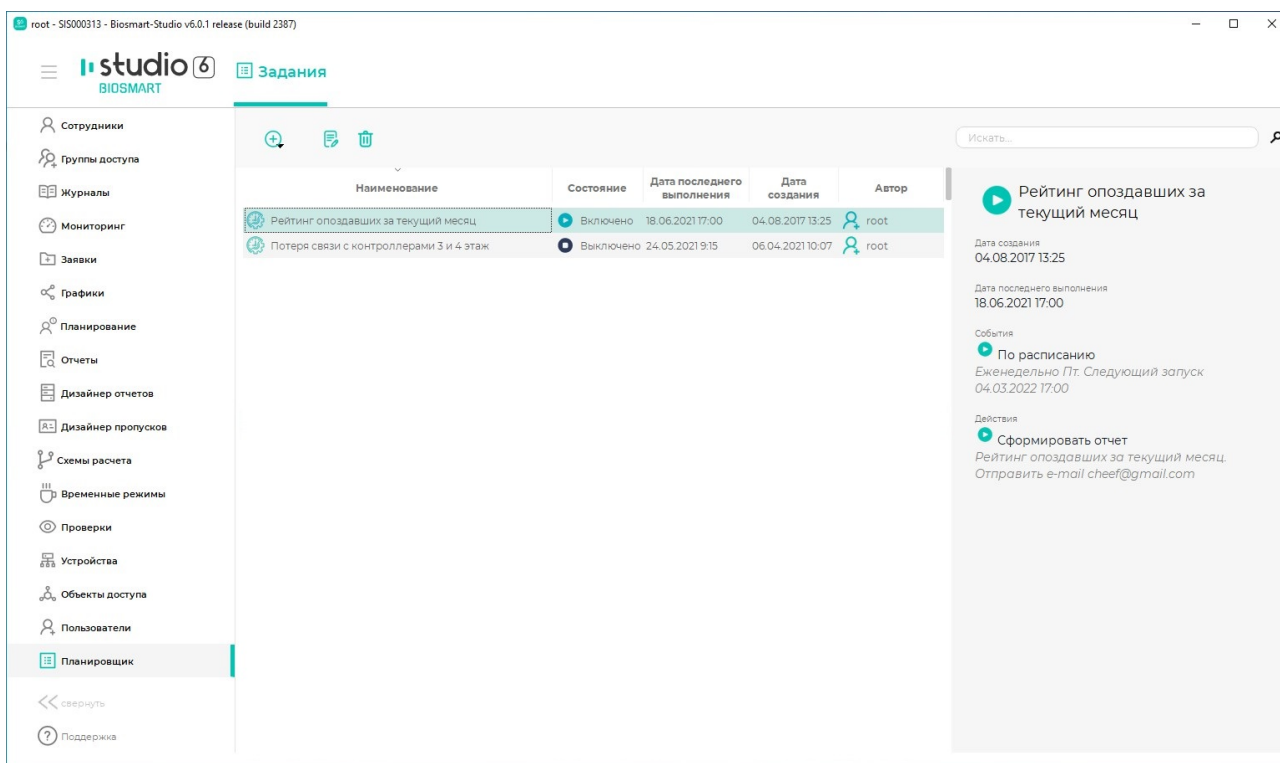 root - SIS000313 - Biosmart-Studio v6.0.1 release (build 2387)
studio 6
BIOSMART
Задания
Сотрудники
Группы доступа
Журналы
Мониторинг
Заявки
Графики
Планирование
Отчеты
Дизайнер отчетов
Дизайнер пропусков
Схемы расчета
Временные режимы
Проверки
Устройства
Объекты доступа
Пользователи
Планировщик
свернуть
Поддержка
Искать...
Наименование Состояние Дата последнего выполнения Дата создания Автор
Рейтинг опоздавших за текущий месяц Включено 18.06.2021 17:00 04.08.2017 13:25 root
Потеря связи с контроллерами 3 и 4 этаж Выключено 24.05.2021 9:15 06.04.2021 10:07 root
Рейтинг опоздавших за
текущий месяц
Дата создания
04.08.2017 13:25
Дата последнего выполнения
18.06.2021 17:00
События
По расписанию
Еженедельно Пт. Следующий запуск
04.03.2022 17:00
Действия
Сформировать отчет
Рейтинг опоздавших за текущий месяц.
Отправить e-mail cheef@gmail.com